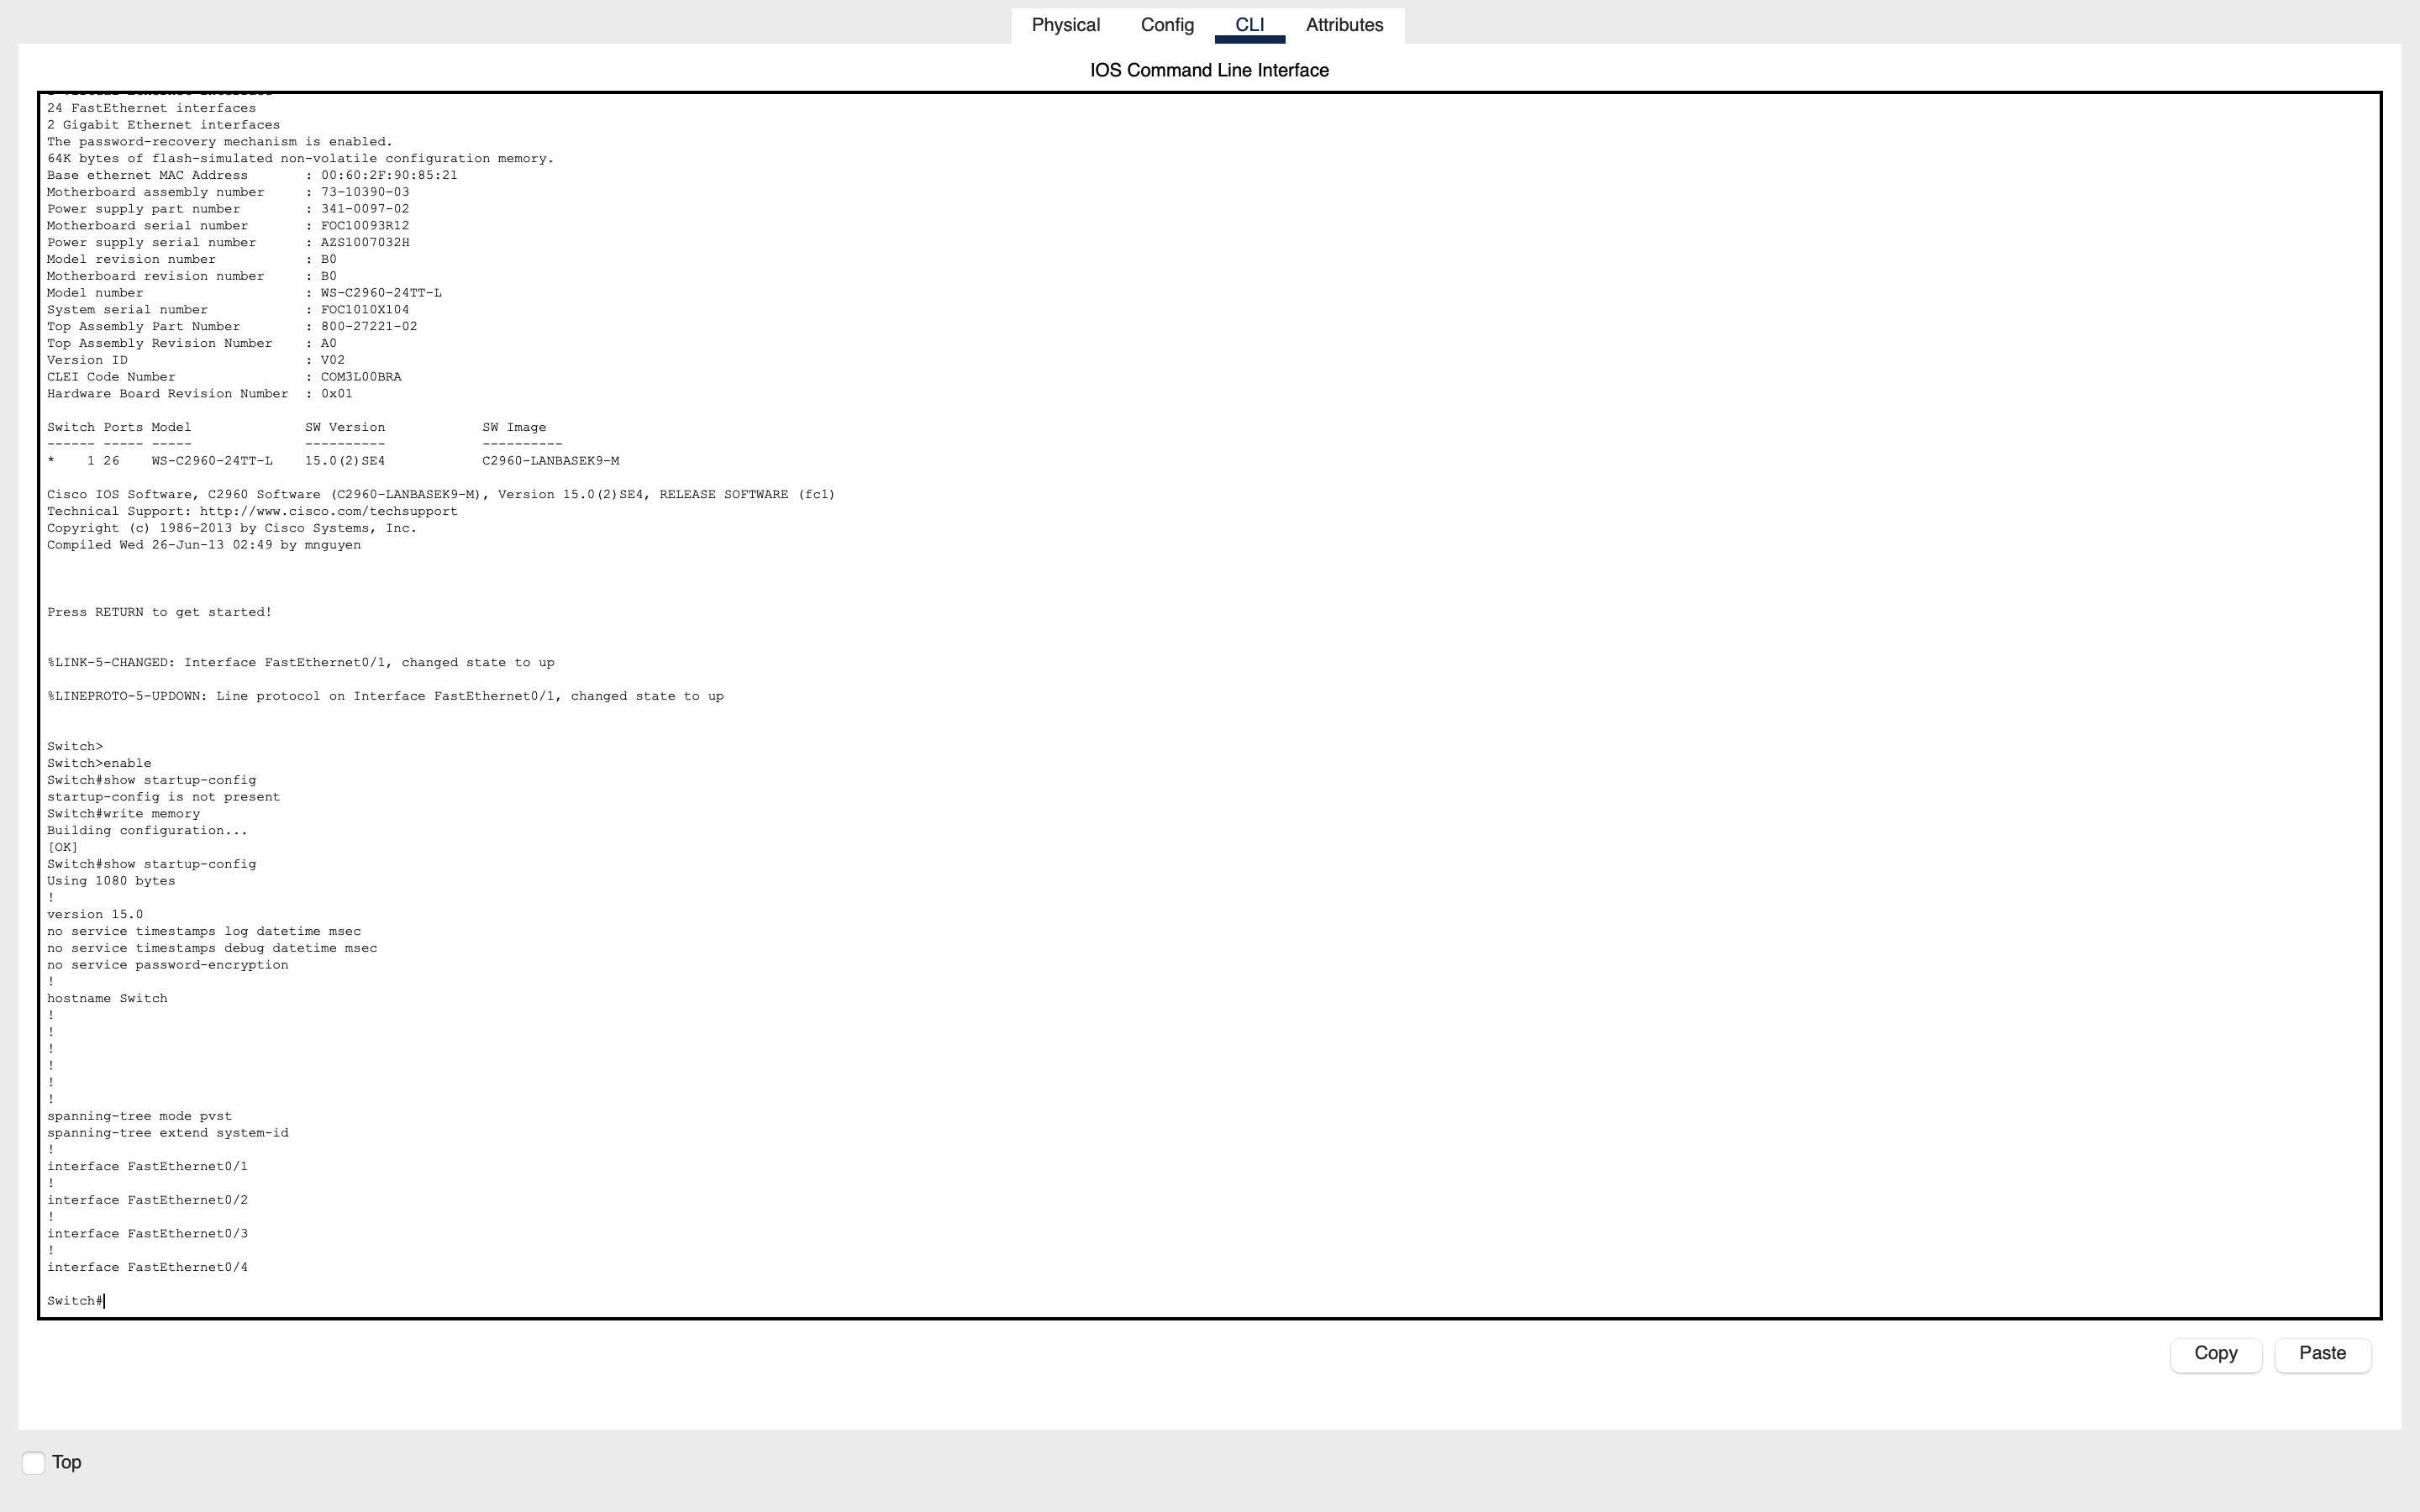 Physical Config CLI Attributes
IOS Command Line Interface
24 FastEthernet interfaces
2 Gigabit Ethernet interfaces
The password-recovery mechanism is enabled.
64K bytes of flash-simulated non-volatile configuration memory.
Base ethernet MAC Address       : 00:60:2F:90:85:21
Motherboard assembly number     : 73-10390-03
Power supply part number        : 341-0097-02
Motherboard serial number       : FOC10093R12
Power supply serial number      : AZS1007032H
Model revision number           : B0
Motherboard revision number     : B0
Model number                    : WS-C2960-24TT-L
System serial number            : FOC1010X104
Top Assembly Part Number        : 800-27221-02
Top Assembly Revision Number    : A0
Version ID                      : V02
CLEI Code Number                : COM3L00BRA
Hardware Board Revision Number  : 0x01
Switch Ports Model              SW Version            SW Image
------ ----- -----              ----------            ----------
*    1 26    WS-C2960-24TT-L    15.0(2)SE4            C2960-LANBASEK9-M
Cisco IOS Software, C2960 Software (C2960-LANBASEK9-M), Version 15.0(2)SE4, RELEASE SOFTWARE (fc1)
Technical Support: http://www.cisco.com/techsupport
Copyright (c) 1986-2013 by Cisco Systems, Inc.
Compiled Wed 26-Jun-13 02:49 by mnguyen
Press RETURN to get started!
%LINK-5-CHANGED: Interface FastEthernet0/1, changed state to up
%LINEPROTO-5-UPDOWN: Line protocol on Interface FastEthernet0/1, changed state to up
Switch>
Switch>enable
Switch#show startup-config
startup-config is not present
Switch#write memory
Building configuration...
[OK]
Switch#show startup-config
Using 1080 bytes
!
version 15.0
no service timestamps log datetime msec
no service timestamps debug datetime msec
no service password-encryption
!
hostname Switch
!
!
!
!
!
!
spanning-tree mode pvst
spanning-tree extend system-id
!
interface FastEthernet0/1
!
interface FastEthernet0/2
!
interface FastEthernet0/3
!
interface FastEthernet0/4
Switch#
Copy Paste
Top